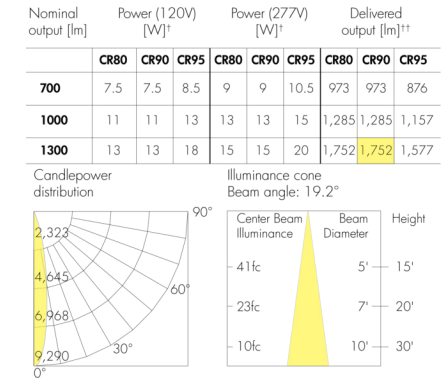 Nominal output [lm] Power (120V) [W]† Power (277V) [W]† Delivered output [lm]††
CR80 CR90 CR95 CR80 CR90 CR95 CR80 CR90 CR95
700 7.5 7.5 8.5 9 9 10.5 973 973 876
1000 11 11 13 13 13 15 1,285 1,285 1,157
1300 13 13 18 15 15 20 1,752 1,752 1,577
Candlepower
distribution
90°
2,323
4,645
60°
6,968
30°
9,290
0°
Illuminance cone
Beam angle: 19.2°
Center Beam Illuminance Beam Diameter Height
41fc 5' 15'
23fc 7' 20'
10fc 10' 30'